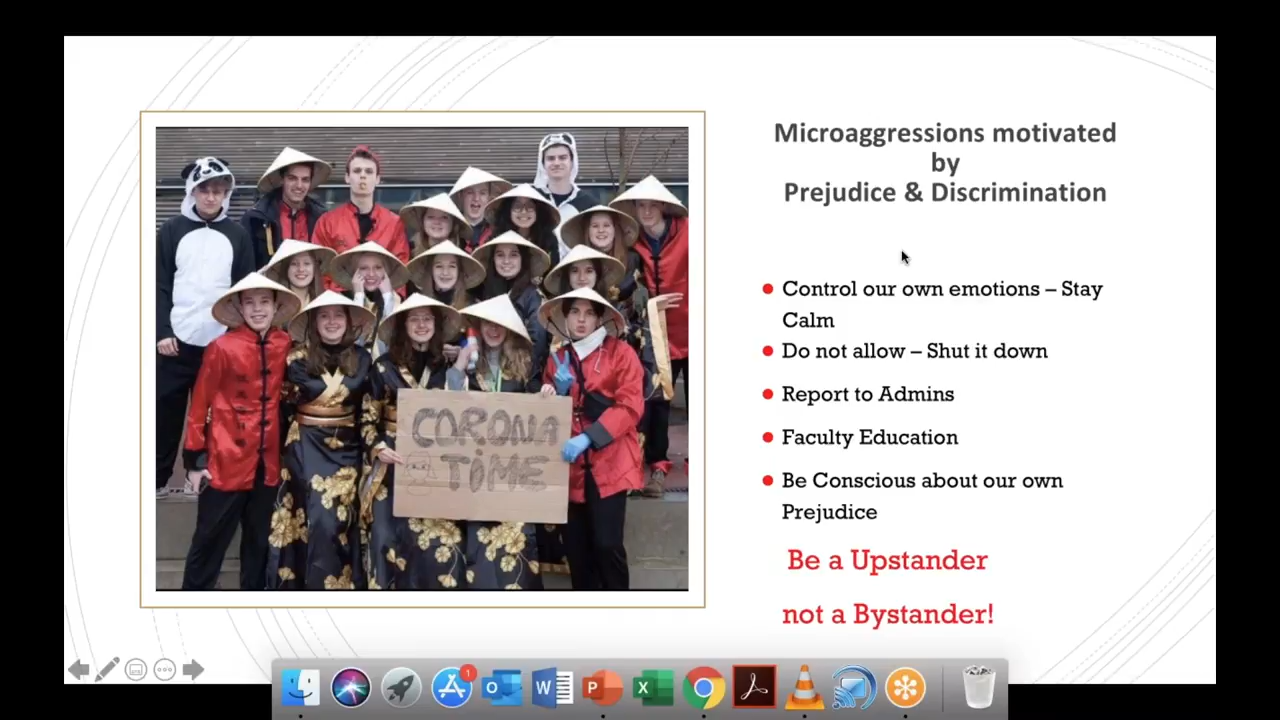 Microaggressions motivated
by
Prejudice & Discrimination
Control our own emotions – Stay
Calm
Do not allow – Shut it down
Report to Admins
Faculty Education
Be Conscious about our own
Prejudice
Be a Upstander
not a Bystander!
CORONA
TIME
1
W
P
X